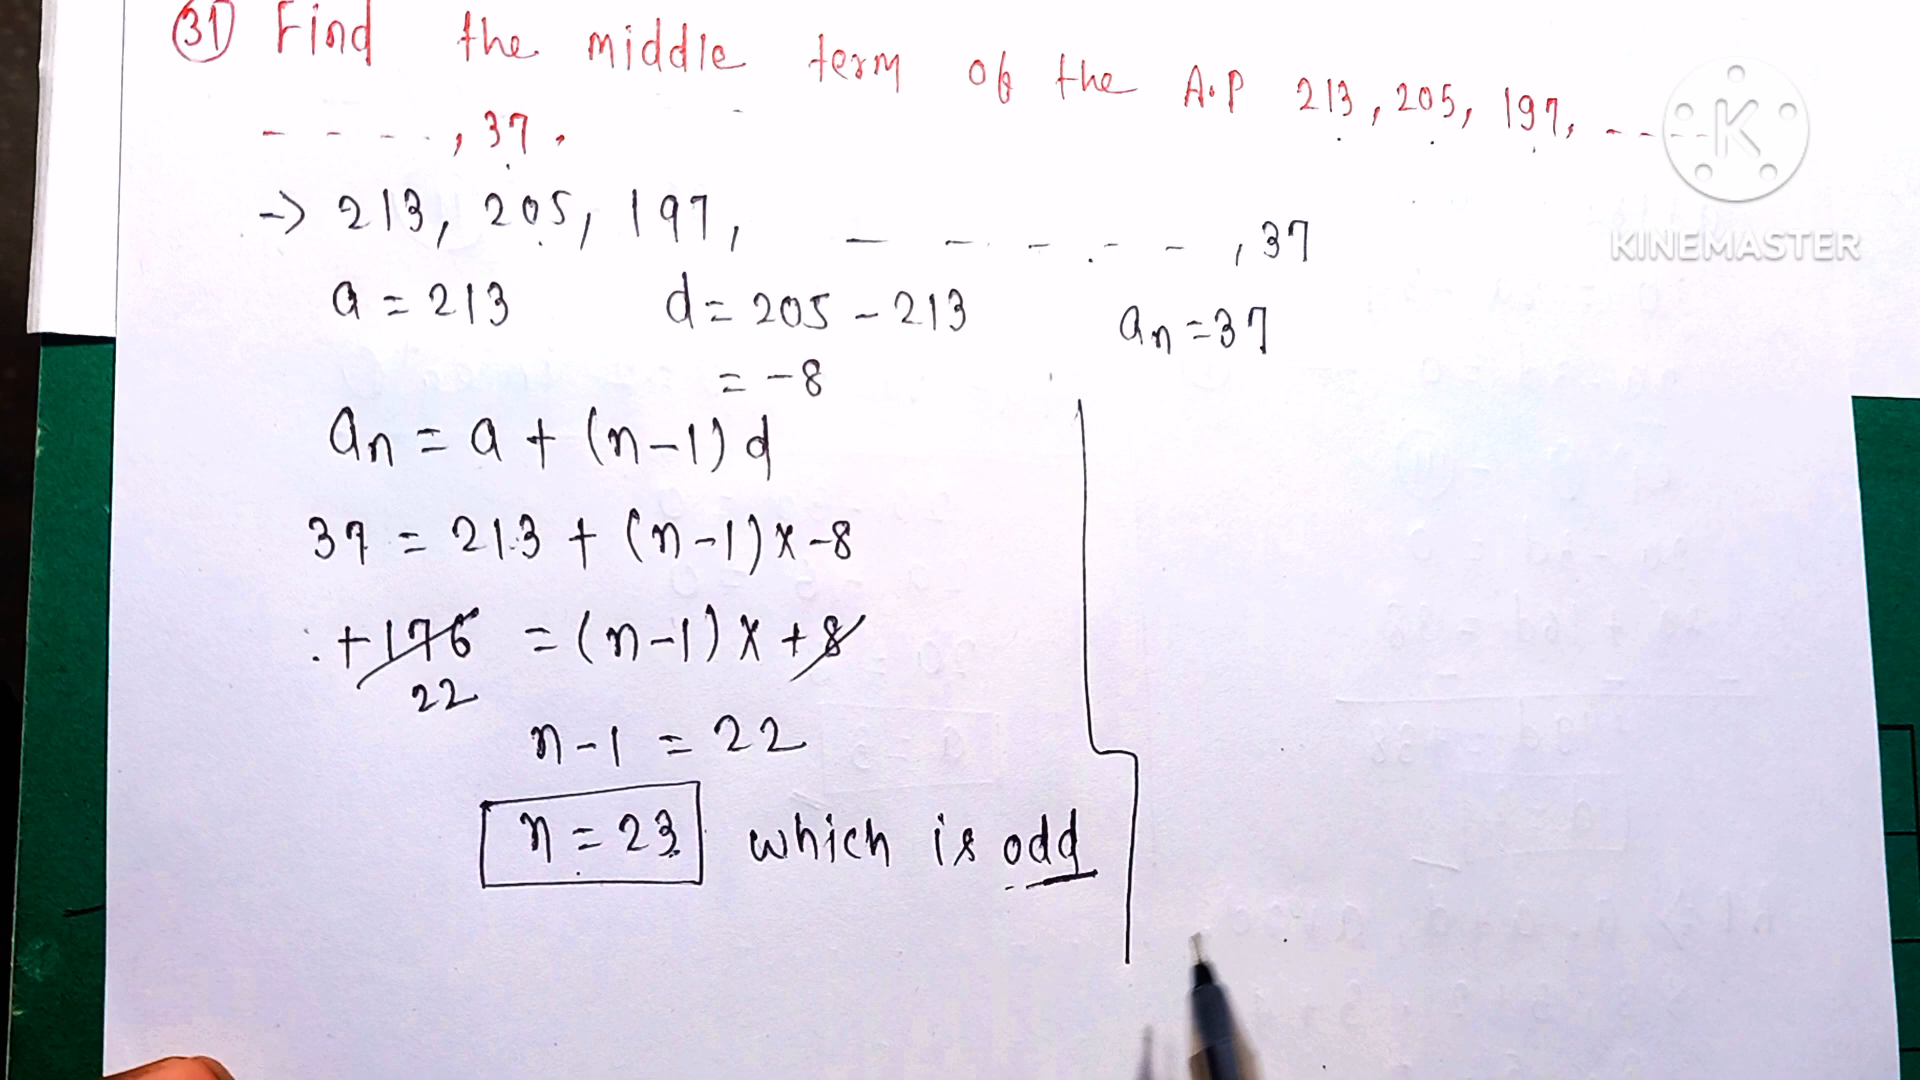 31 Find the middle term of the A.P 213, 205, 197, - - - -
- - - - , 37.
-> 213, 205, 197, - - - - - , 37
a = 213 d = 205 - 213 an = 37
= -8
an = a + (n-1) d
37 = 213 + (n-1) x -8
+176 = (n-1) x +8
22
n-1 = 22
n = 23 which is odd
K
KINEMASTER